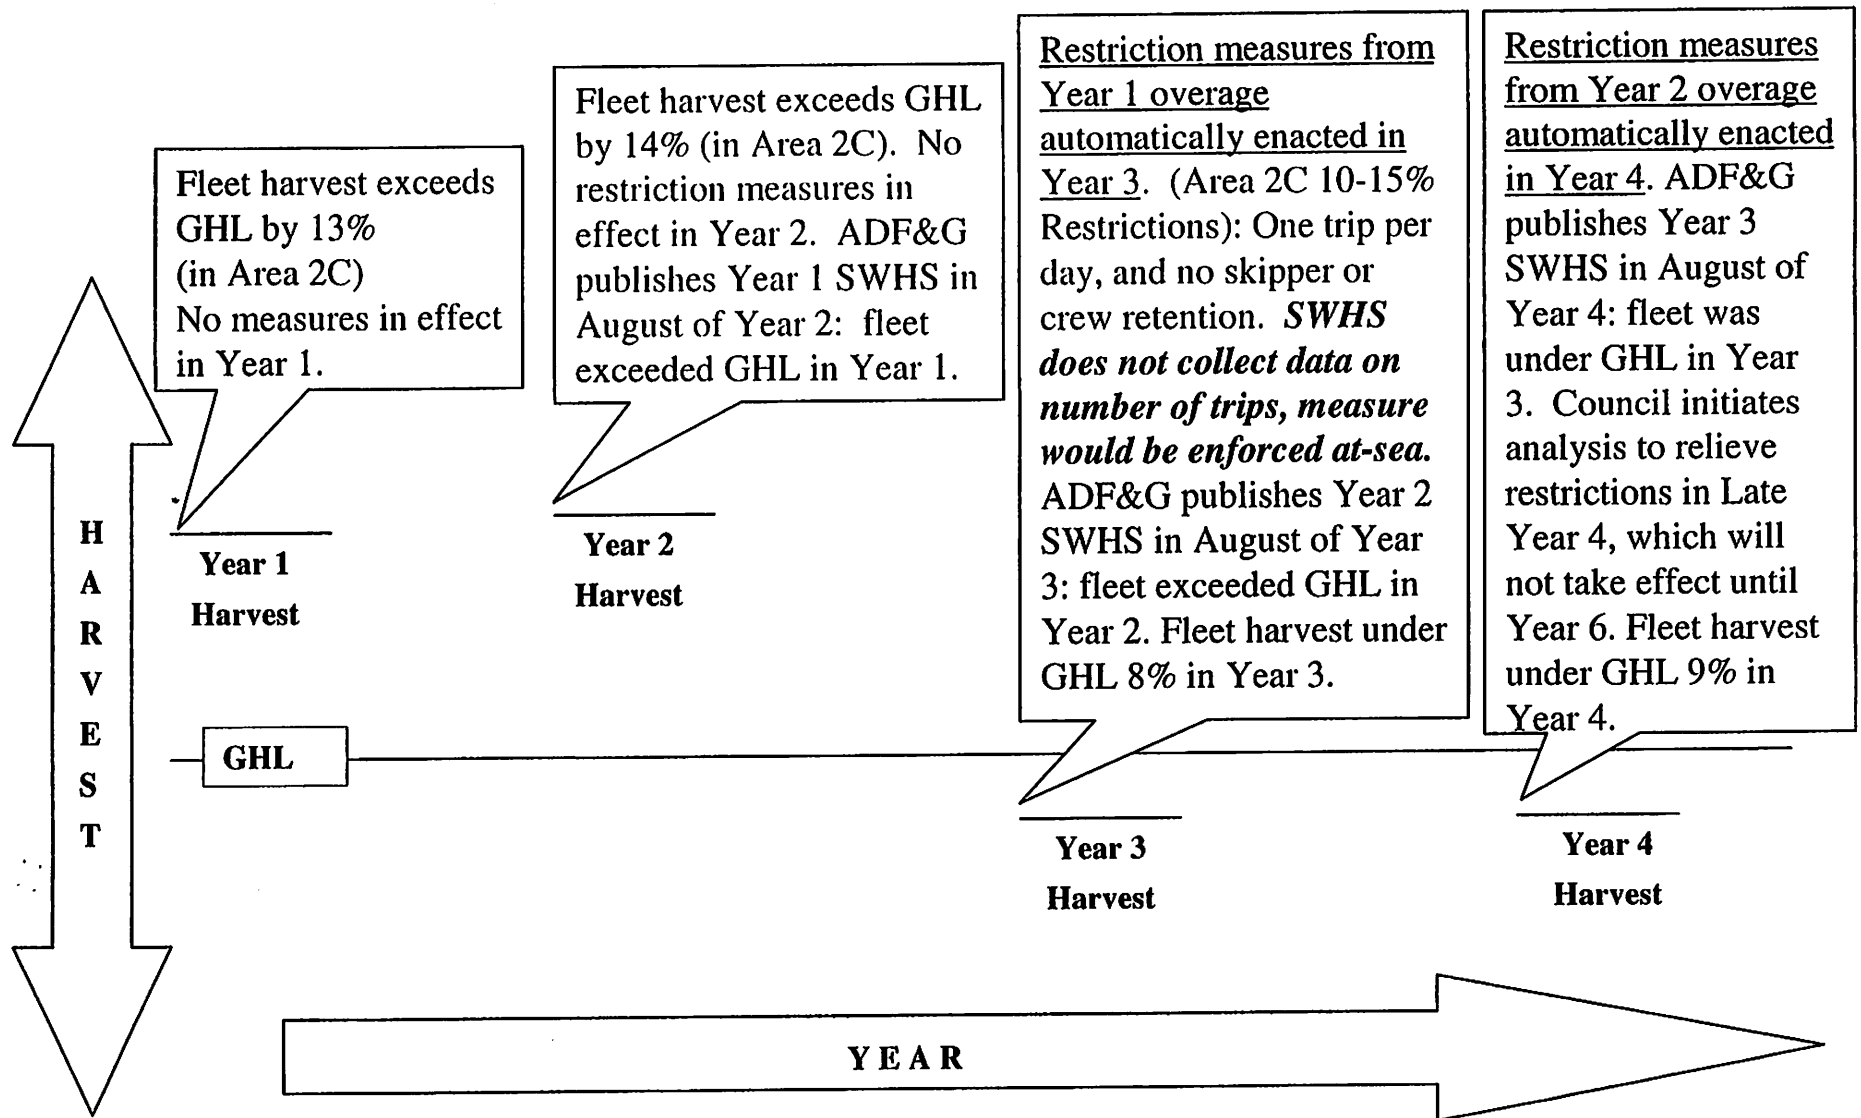 Fleet harvest exceeds
GHL by 13%
(in Area 2C)
No measures in effect
in Year 1.
Fleet harvest exceeds GHL
by 14% (in Area 2C).  No
restriction measures in
effect in Year 2.  ADF&G
publishes Year 1 SWHS in
August of Year 2:  fleet
exceeded GHL in Year 1.
Restriction measures from
Year 1 overage
automatically enacted in
Year 3.  (Area 2C 10-15%
Restrictions): One trip per
day, and no skipper or
crew retention.  SWHS
does not collect data on
number of trips, measure
would be enforced at-sea.
ADF&G publishes Year 2
SWHS in August of Year
3: fleet exceeded GHL in
Year 2. Fleet harvest under
GHL 8% in Year 3.
Restriction measures
from Year 2 overage
automatically enacted
in Year 4. ADF&G
publishes Year 3
SWHS in August of
Year 4: fleet was
under GHL in Year
3.  Council initiates
analysis to relieve
restrictions in Late
Year 4, which will
not take effect until
Year 6. Fleet harvest
under GHL 9% in
Year 4.
H
A
R
V
E
S
T
Year 1
Harvest
Year 2
Harvest
GHL
Year 3
Harvest
Year 4
Harvest
YEAR